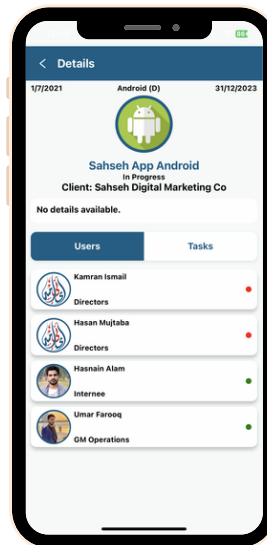 Details
1/7/2021 Android (D) 31/12/2023
Sahseh App Android
In Progress
Client: Sahseh Digital Marketing Co
No details available.
Users Tasks
Kamran Ismail
Directors
Hasan Mujtaba
Directors
Hasnain Alam
Internee
Umar Farooq
GM Operations